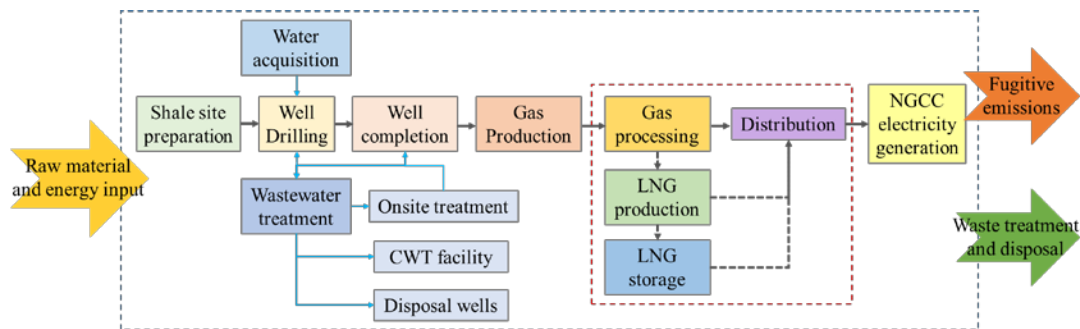 Water
acquisition
Shale site
preparation
Well
Drilling
Well
completion
Gas
Production
Gas
processing
Distribution
NGCC
electricity
generation
Fugitive
emissions
Raw material
and energy input
Wastewater
treatment
Onsite treatment
LNG
production
CWT facility
LNG
storage
Disposal wells
Waste treatment
and disposal